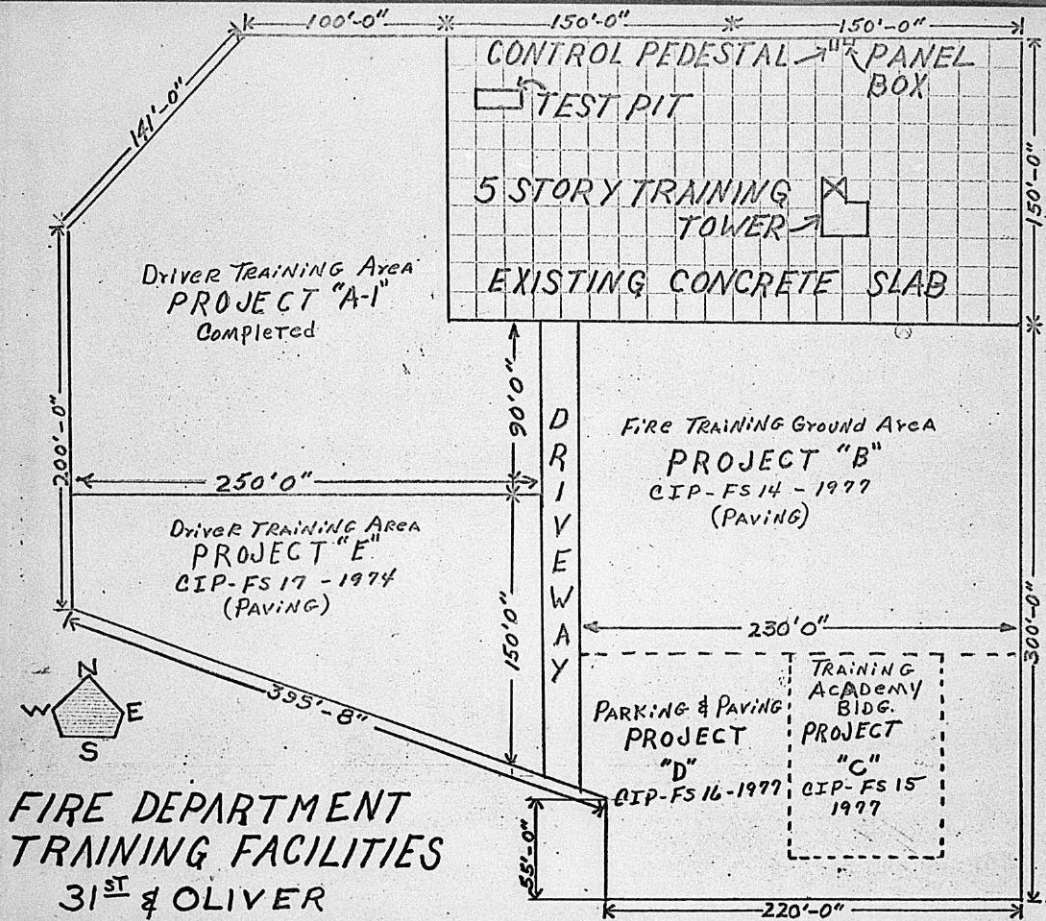 100'-0" 150'-0" 150'-0"
CONTROL PEDESTAL PANEL
BOX
TEST PIT
141'-0"
150'-0"
5 STORY TRAINING
TOWER
EXISTING CONCRETE SLAB
Driver TRAINING Area
PROJECT "A-1"
Completed
200'-0"
90'0"
250'0"
DRIVEWAY
Fire TRAINING Ground Area
PROJECT "B"
CIP-FS 14 - 1977
(PAVING)
300'-0"
Driver TRAINING AREA
PROJECT "E"
CIP-FS 17 - 1974
(PAVING)
150'0"
230'0"
395'-8"
PARKING & PAVING
PROJECT
"D"
CIP-FS 16-1977
TRAINING
ACADEMY
BLDG.
PROJECT
"C"
CIP-FS 15
1977
N
W E
S
55'-0"
220'-0"
FIRE DEPARTMENT
TRAINING FACILITIES
31ST & OLIVER